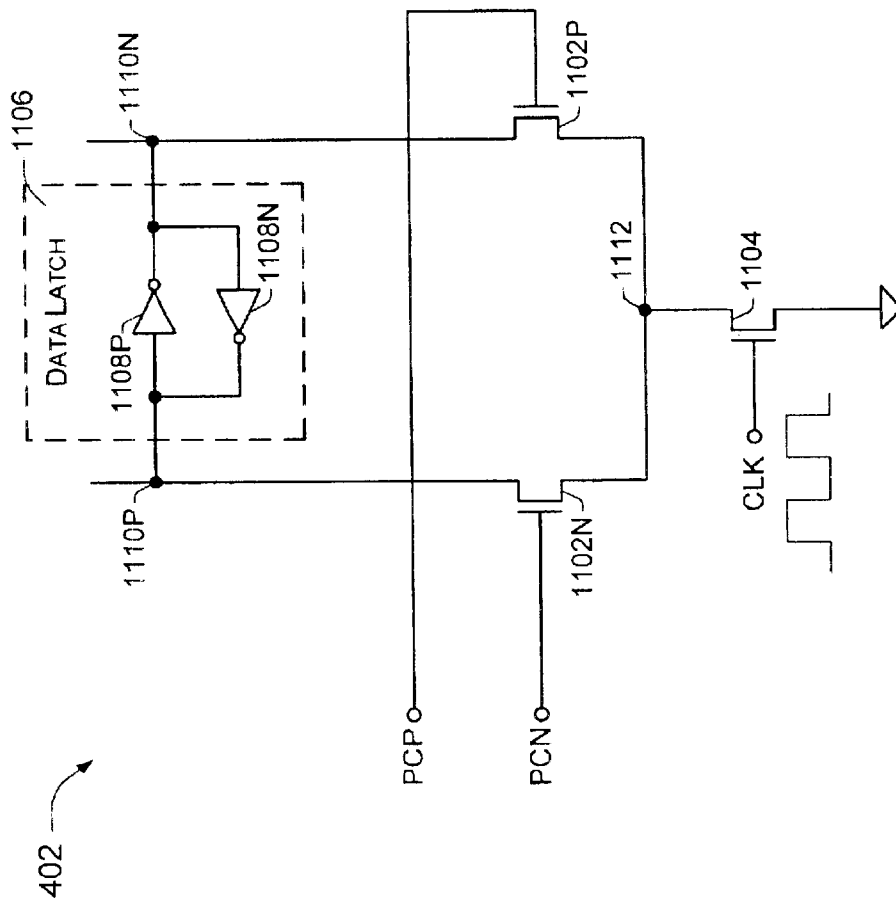 402
1106
DATA LATCH
1108P
1108N
1110P
1110N
PCP
PCN
1102N
1102P
1112
1104
CLK